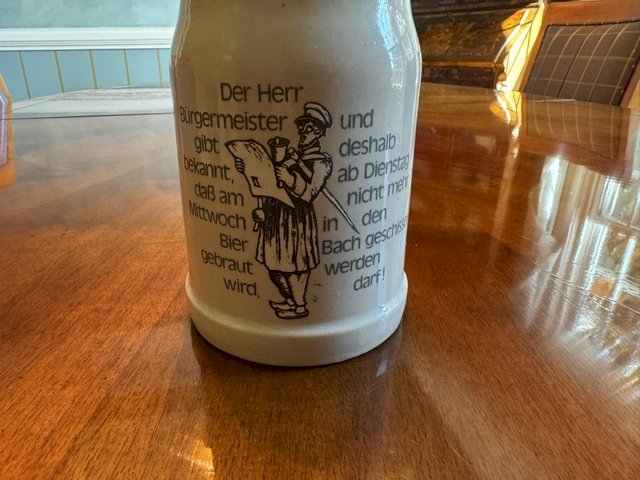 Der Herr
Bürgermeister
gibt
bekannt,
daß am
Mittwoch
Bier
gebraut
wird,
und
deshalb
ab Dienstag
nicht mehr
in den
Bach
werden
darf!